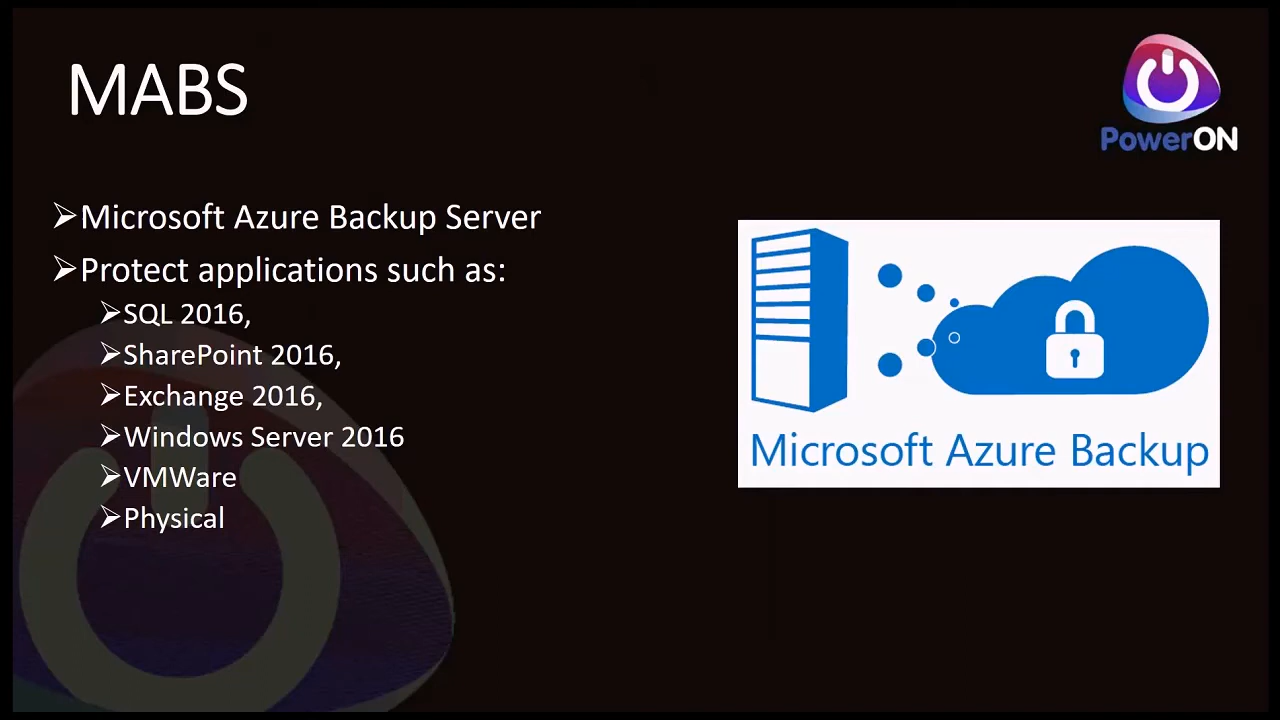 MABS
PowerON
➢Microsoft Azure Backup Server
➢Protect applications such as:
➢SQL 2016,
➢SharePoint 2016,
➢Exchange 2016,
➢Windows Server 2016
➢VMWare
➢Physical
Microsoft Azure Backup